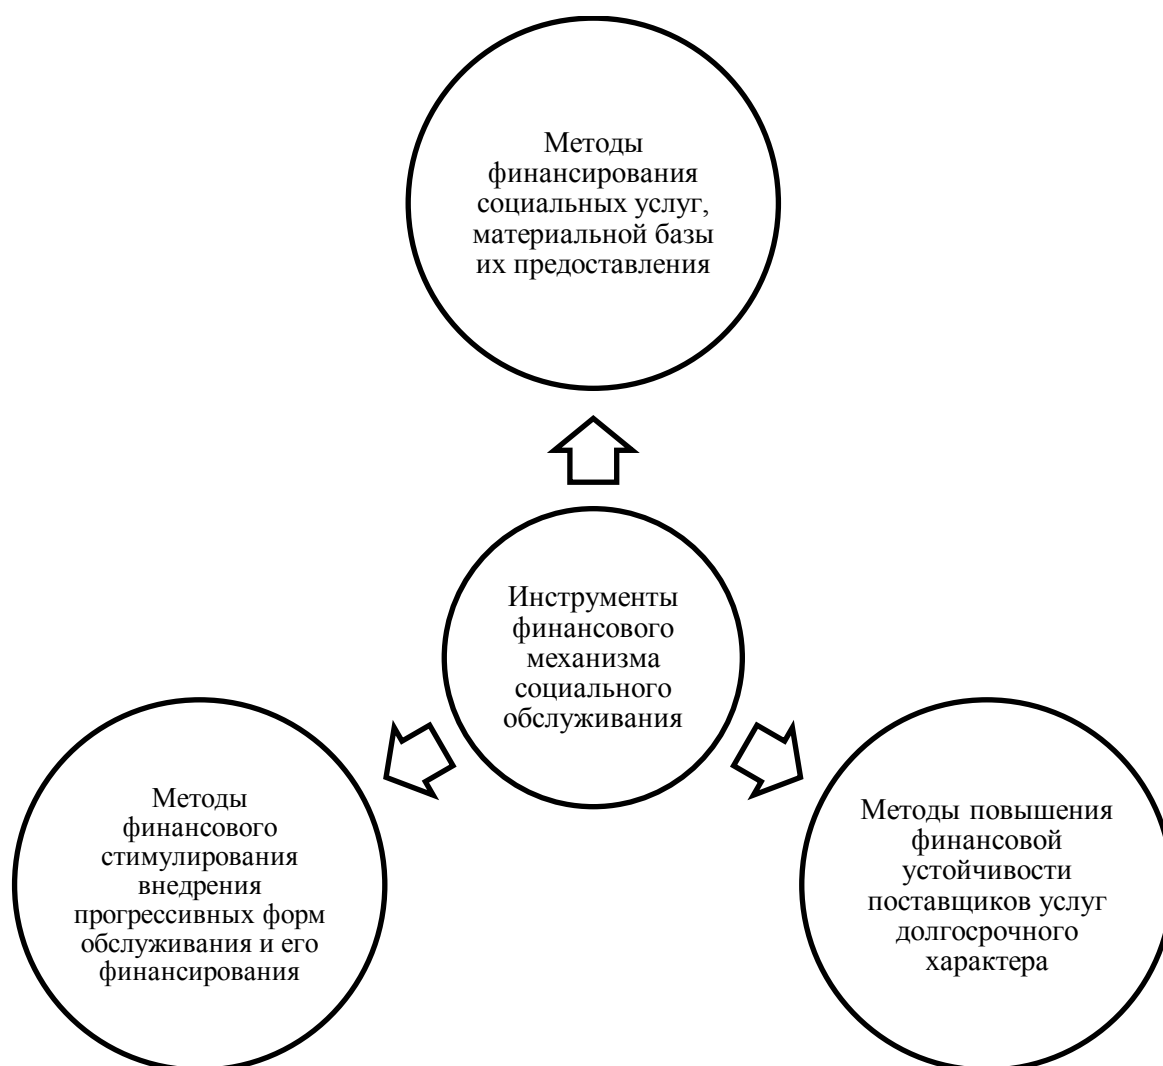 Методы
финансирования
социальных услуг,
материальной базы
их предоставления
Инструменты
финансового
механизма
социального
обслуживания
Методы
финансового
стимулирования
внедрения
прогрессивных форм
обслуживания и его
финансирования
Методы повышения
финансовой
устойчивости
поставщиков услуг
долгосрочного
характера